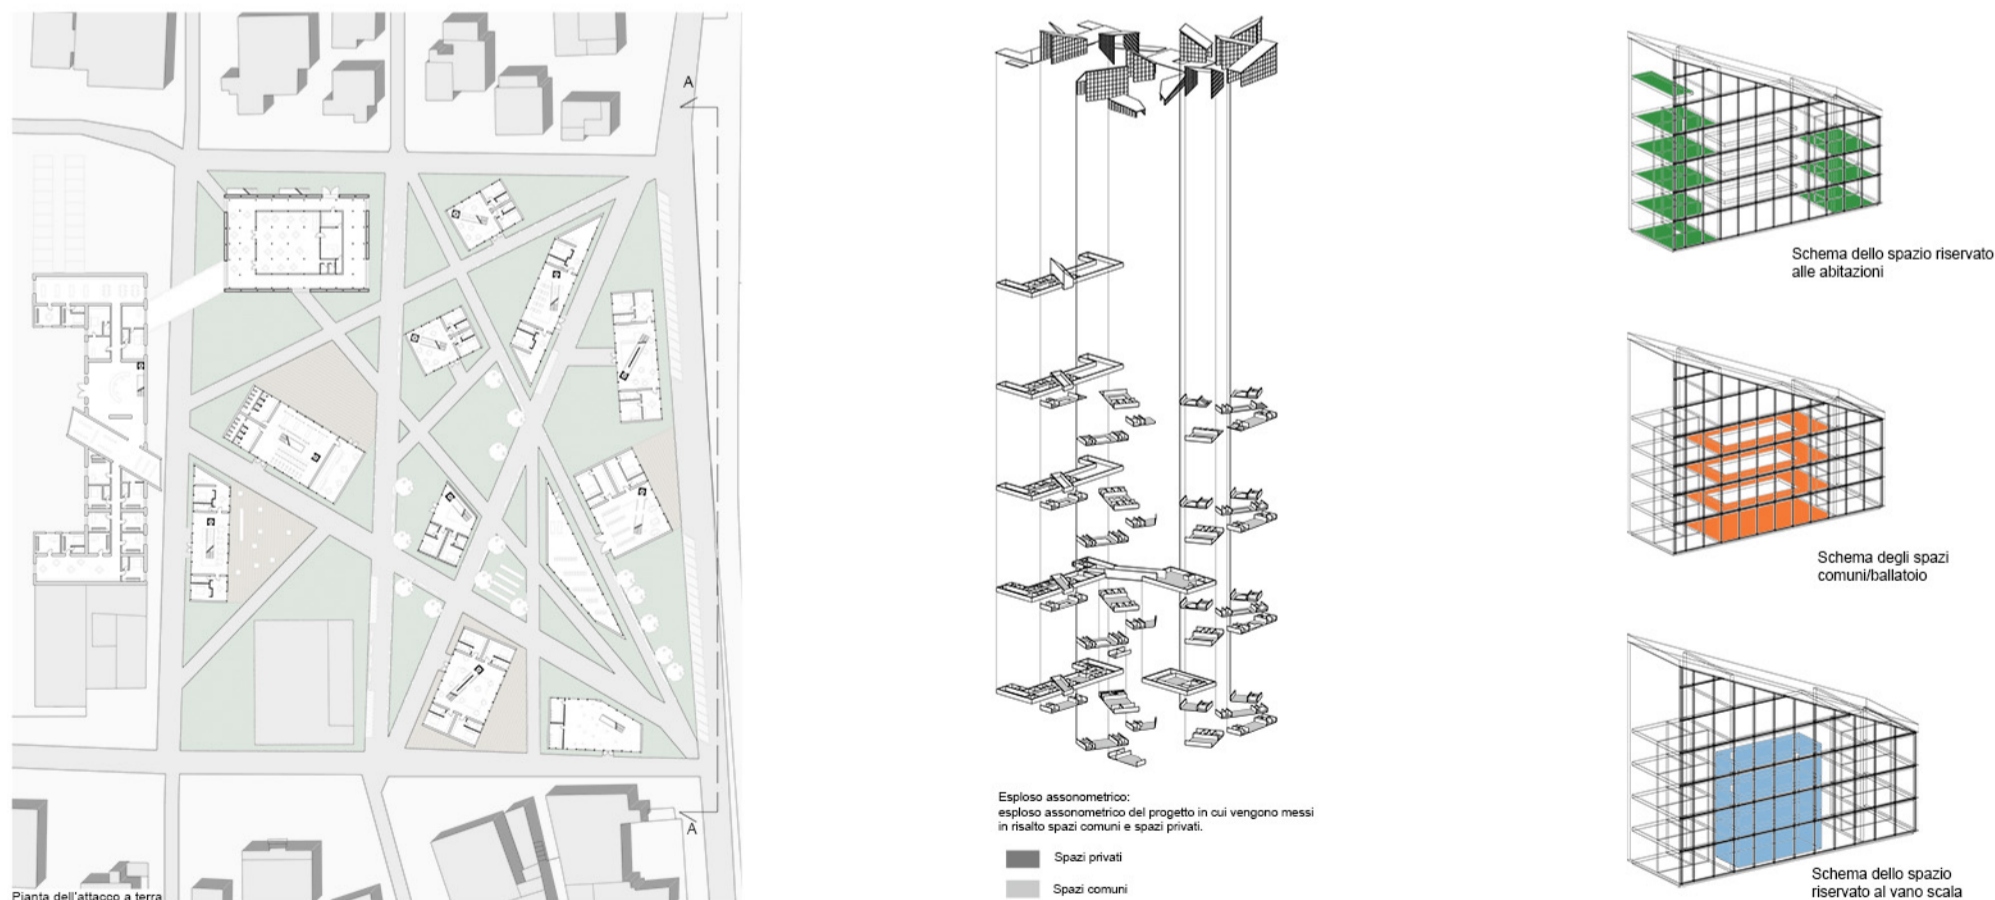 A
A
Pianta dell'attacco a terra
Esploso assonometrico:
esploso assonometrico del progetto in cui vengono messi
in risalto spazi comuni e spazi privati.
Spazi privati
Spazi comuni
Schema dello spazio riservato
alle abitazioni
Schema degli spazi
comuni/ballatoio
Schema dello spazio
riservato al vano scala